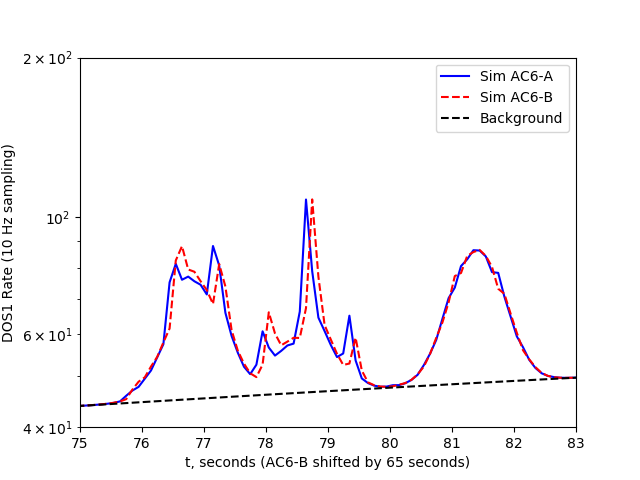 2 × 10²
10²
6 × 10¹
4 × 10¹
DOS1 Rate (10 Hz sampling)
Sim AC6-A
Sim AC6-B
Background
75 76 77 78 79 80 81 82 83
t, seconds (AC6-B shifted by 65 seconds)